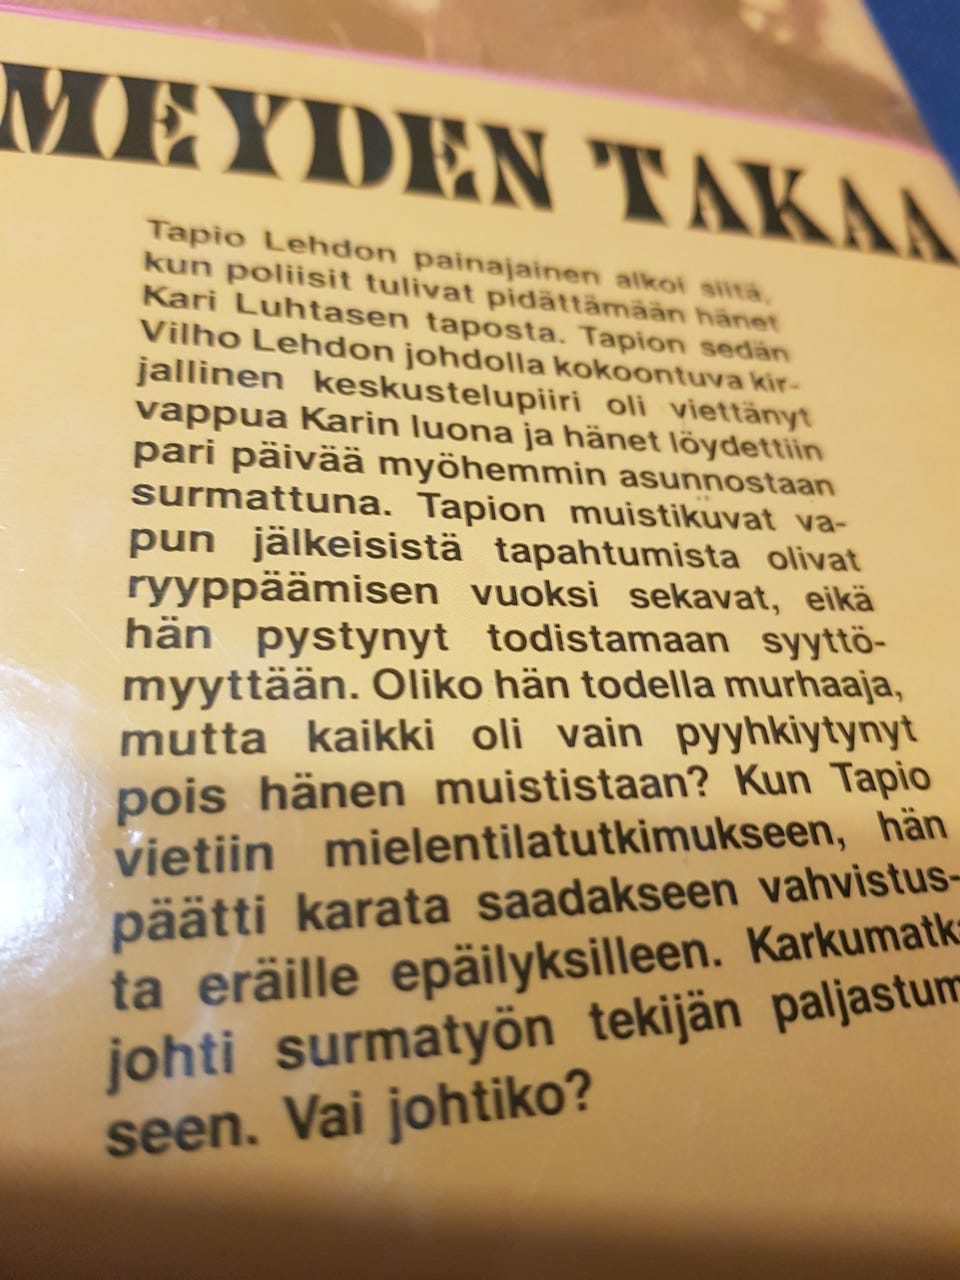 MEYDEN TAKAA
Tapio Lehdon painajainen alkoi siitä,
kun poliisit tulivat pidättämään hänet
Kari Luhtasen taposta. Tapion sedän
Vilho Lehdon johdolla kokoontuva kir-
jallinen keskustelupiiri oli viettänyt
vappua Karin luona ja hänet löydettiin
pari päivää myöhemmin asunnostaan
surmattuna. Tapion muistikuvat va-
pun jälkeisistä tapahtumista olivat
ryyppäämisen vuoksi sekavat, eikä
hän pystynyt todistamaan syyttö-
myyttään. Oliko hän todella murhaaja,
mutta kaikki oli vain pyyhkiytynyt
pois hänen muististaan? Kun Tapio
vietiin mielentilatutkimukseen, hän
päätti karata saadakseen vahvistus-
ta eräille epäilyksilleen. Karkumatk
johti surmatyön tekijän paljastum
seen. Vai johtiko?